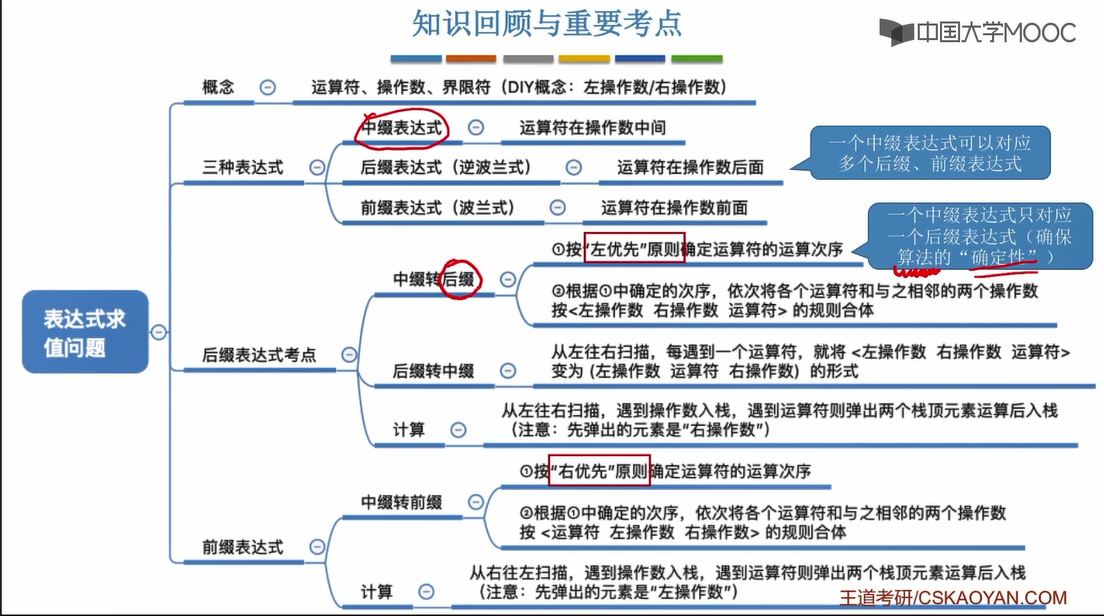 知识回顾与重要考点
中国大学MOOC
概念
运算符、操作数、界限符（DIY概念：左操作数/右操作数）
中缀表达式
运算符在操作数中间
一个中缀表达式可以对应
多个后缀、前缀表达式
三种表达式
后缀表达式（逆波兰式）
运算符在操作数后面
前缀表达式（波兰式）
运算符在操作数前面
一个中缀表达式只对应
一个后缀表达式（确保
算法的“确定性”）
①按“左优先”原则确定运算符的运算次序
中缀转后缀
②根据①中确定的次序，依次将各个运算符和与之相邻的两个操作数
按<左操作数 右操作数 运算符> 的规则合体
表达式求
值问题
后缀表达式考点
从左往右扫描，每遇到一个运算符，就将 <左操作数 右操作数 运算符>
变为 (左操作数 运算符 右操作数) 的形式
后缀转中缀
从左往右扫描，遇到操作数入栈，遇到运算符则弹出两个栈顶元素运算后入栈
（注意：先弹出的元素是“右操作数”）
计算
①按“右优先”原则确定运算符的运算次序
中缀转前缀
②根据①中确定的次序，依次将各个运算符和与之相邻的两个操作数
按 <运算符 左操作数 右操作数> 的规则合体
前缀表达式
从右往左扫描，遇到操作数入栈，遇到运算符则弹出两个栈顶元素运算后入栈
（注意：先弹出的元素是“左操作数”）
计算
王道考研/CSKAOYAN.COM